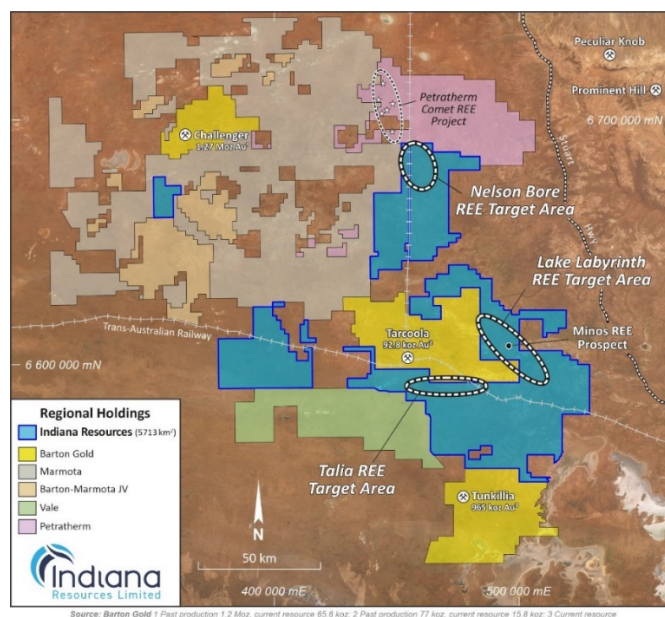 Peculiar Knob
Prominent Hill
6 700 000 mN
Stuart
Hwy
Petratherm
Comet REE
Project
Challenger
1.27 Moz Au¹
Nelson Bore
REE Target Area
Lake Labyrinth
REE Target Area
Minos REE
Prospect
Trans-Australian Railway
Tarcoola
92.8 koz Au²
6 600 000 mN
Talia REE
Target Area
Tunkillia
965 koz Au³
Regional Holdings
Indiana Resources (5713 km²)
Barton Gold
Marmota
Barton-Marmota JV
Vale
Petratherm
N
50 km
Indiana
Resources Limited
400 000 mE
500 000 mE
Source: Barton Gold 1 Past production 1.2 Moz, current resource 65.6 koz; 2 Past production 77 koz, current resource 15.8 koz; 3 Current resource